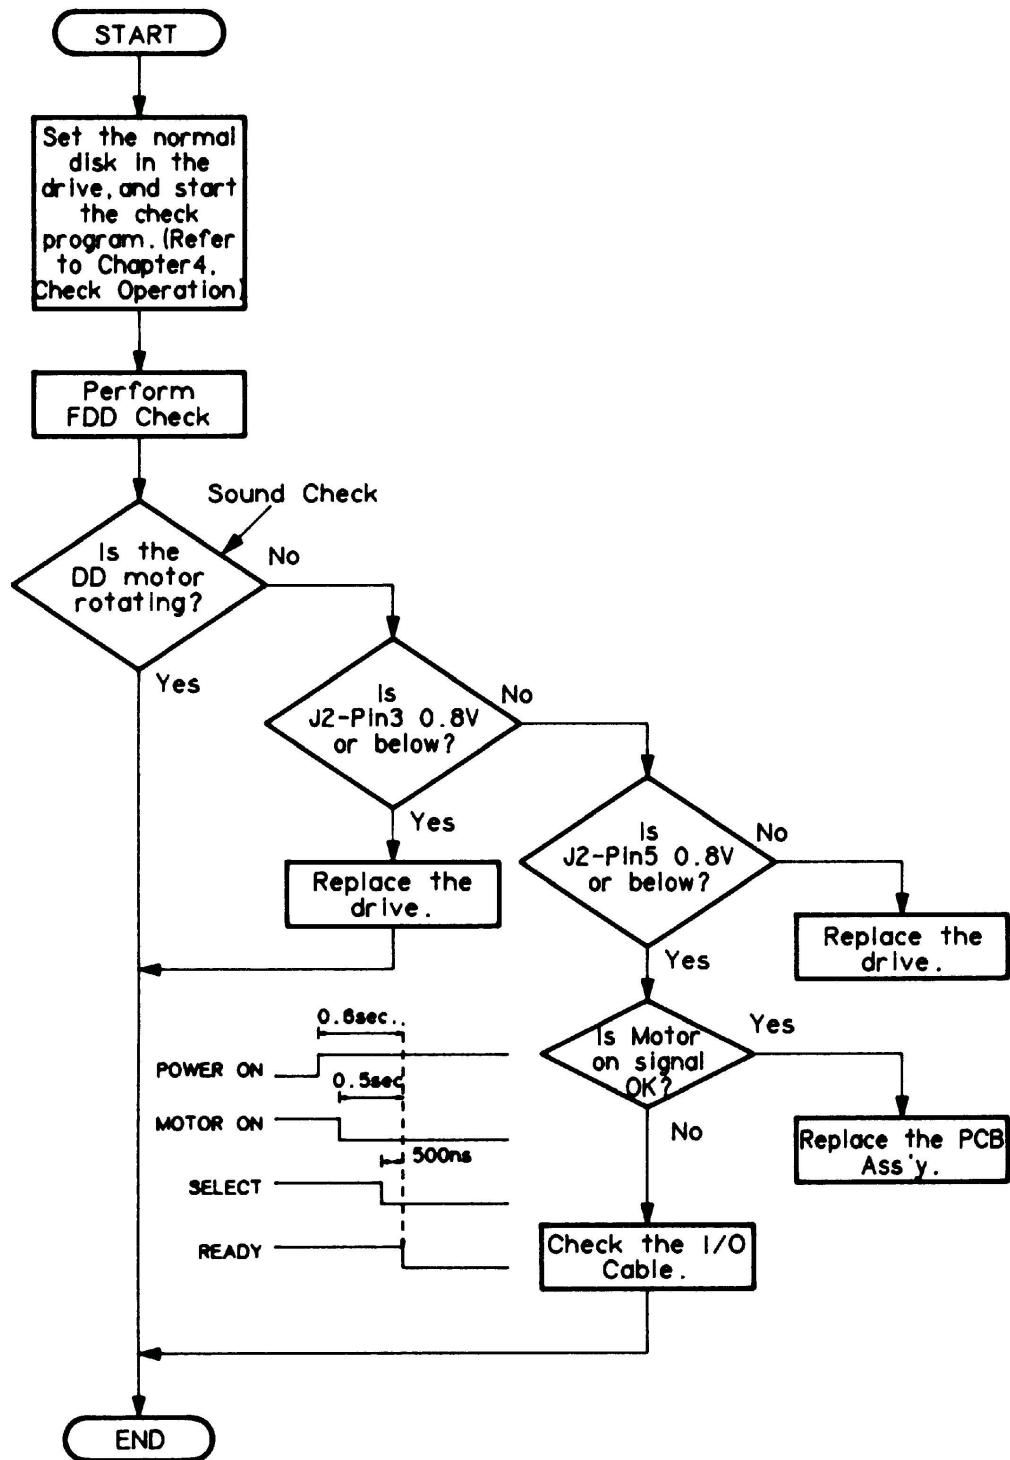 START
Set the normal
disk in the
drive, and start
the check
program. (Refer
to Chapter4.
Check Operation)
Perform
FDD Check
Sound Check
Is the
DD motor
rotating?
No
Yes
Is
J2-Pin3 0.8V
or below?
No
Yes
Replace the
drive.
Is
J2-Pin5 0.8V
or below?
No
Yes
Replace the
drive.
Is Motor
on signal
OK?
Yes
No
Replace the PCB
Ass'y.
Check the I/O
Cable.
0.6sec..
POWER ON
0.5sec
MOTOR ON
500ns
SELECT
READY
END